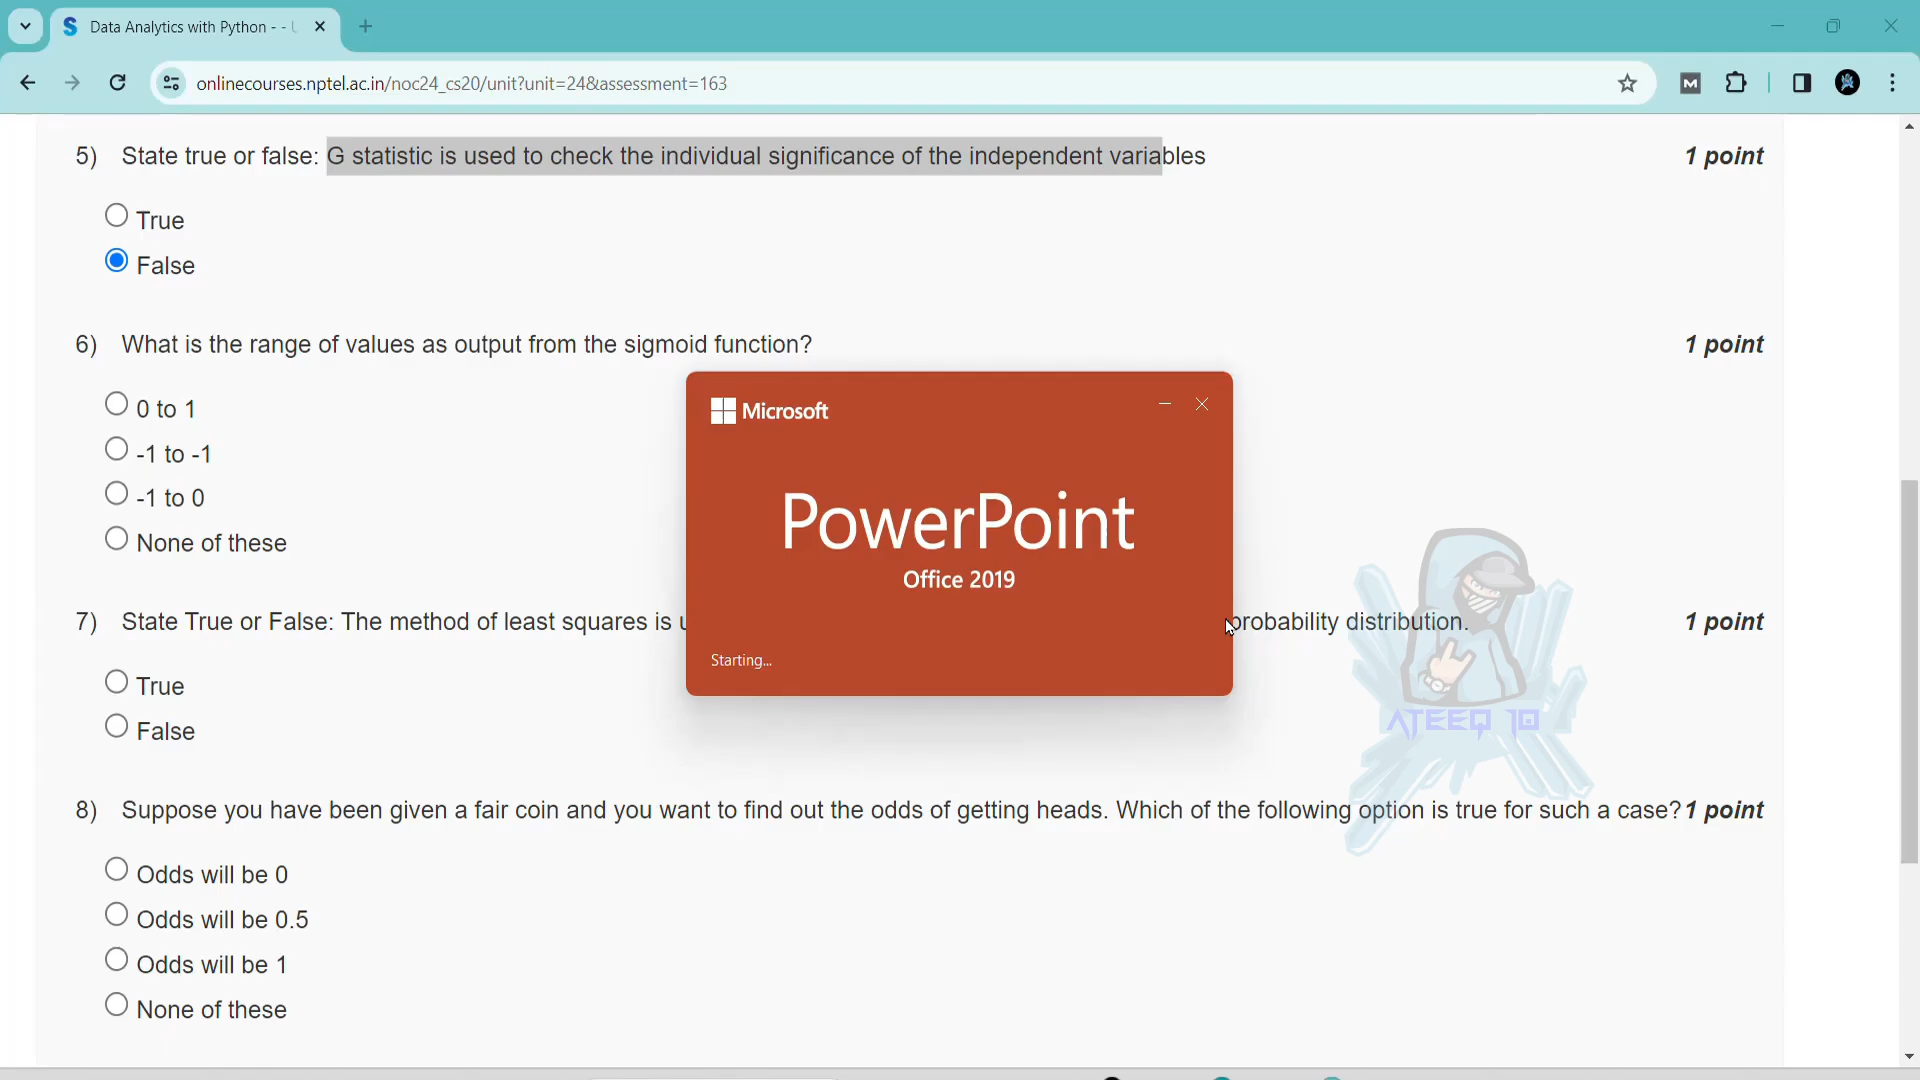 Data Analytics with Python - -
onlinecourses.nptel.ac.in/noc24_cs20/unit?unit=24&assessment=163
5) State true or false: G statistic is used to check the individual significance of the independent variables 1 point
True
False
6) What is the range of values as output from the sigmoid function? 1 point
0 to 1
-1 to -1
-1 to 0
None of these
Microsoft
PowerPoint
Office 2019
Starting...
7) State True or False: The method of least squares is probability distribution. 1 point
True
False
ATEEQ 10
8) Suppose you have been given a fair coin and you want to find out the odds of getting heads. Which of the following option is true for such a case? 1 point
Odds will be 0
Odds will be 0.5
Odds will be 1
None of these